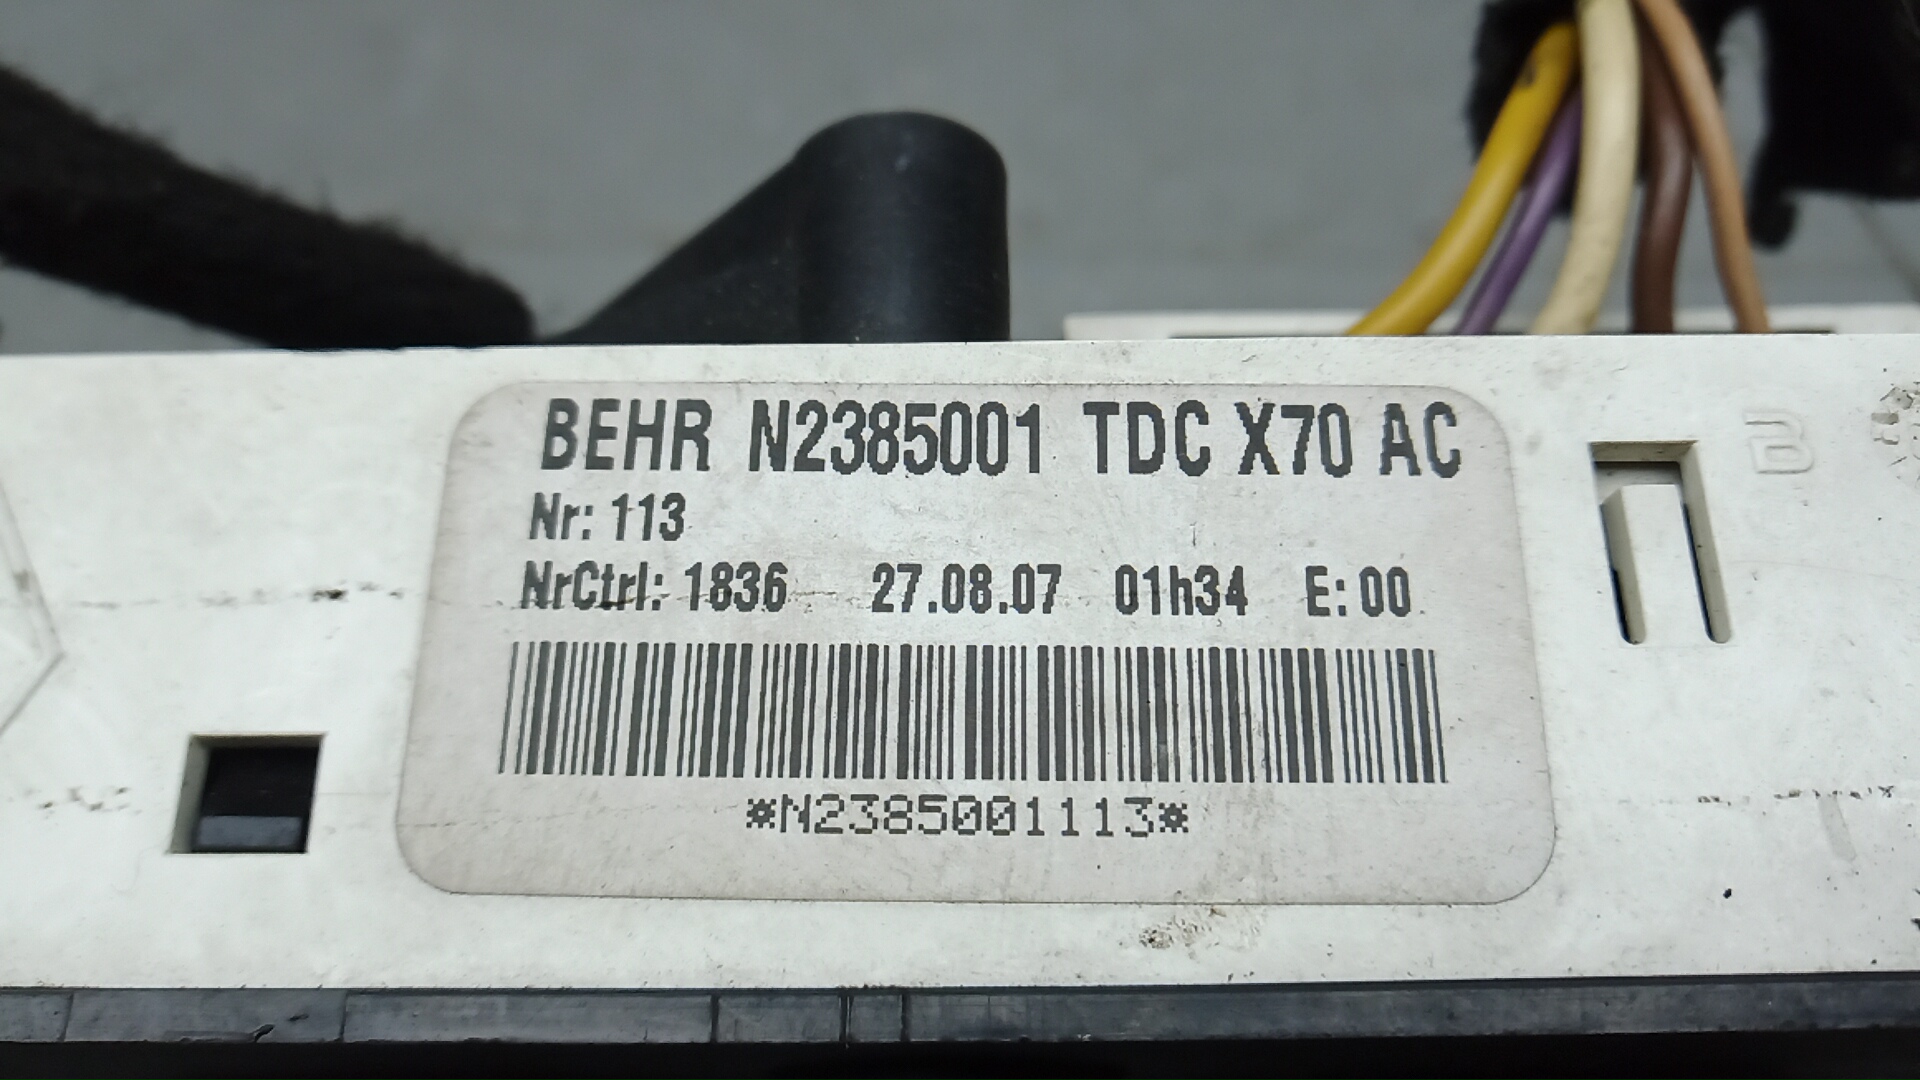 BEHR N2385001 TDC X70 AC
Nr: 113
NrCtrl: 1836 27.08.07 01h34 E: 00
*N2385001113*
B